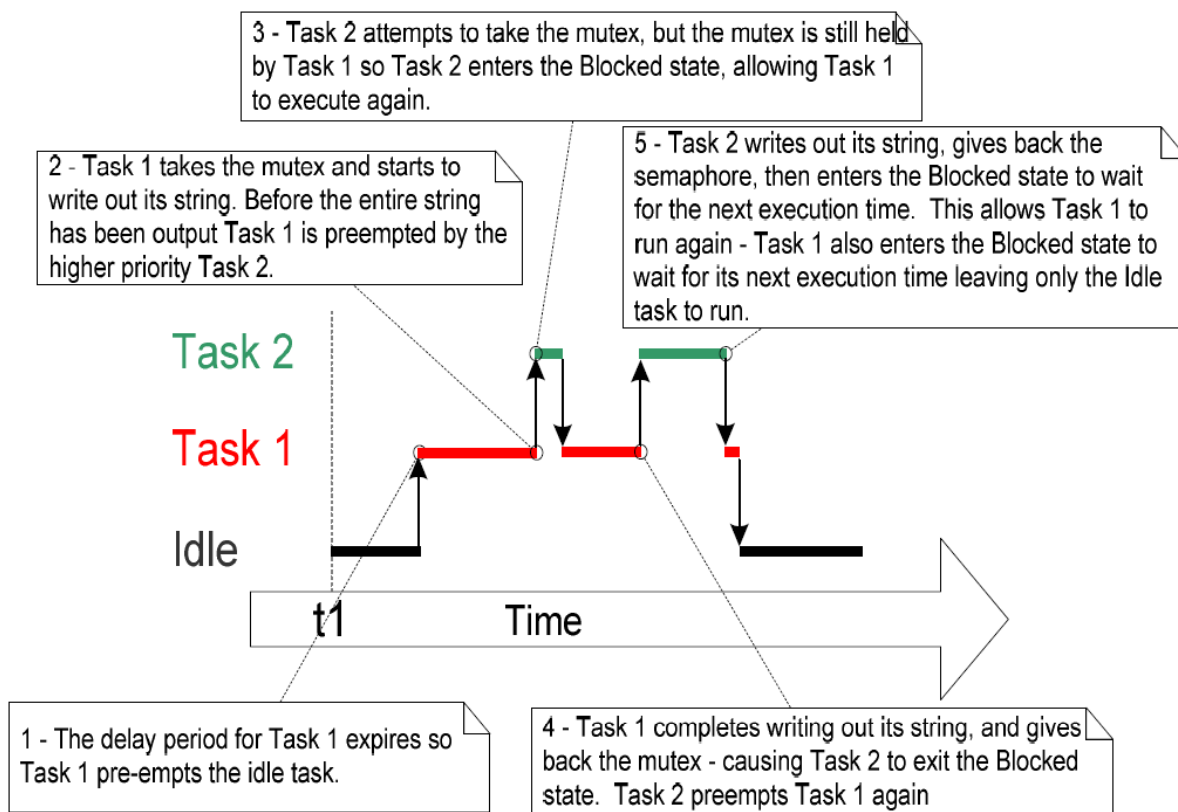 3 - Task 2 attempts to take the mutex, but the mutex is still held
by Task 1 so Task 2 enters the Blocked state, allowing Task 1
to execute again.
2 - Task 1 takes the mutex and starts to
write out its string. Before the entire string
has been output Task 1 is preempted by the
higher priority Task 2.
5 - Task 2 writes out its string, gives back the
semaphore, then enters the Blocked state to wait
for the next execution time. This allows Task 1 to
run again - Task 1 also enters the Blocked state to
wait for its next execution time leaving only the Idle
task to run.
Task 2
Task 1
Idle
t1
Time
1 - The delay period for Task 1 expires so
Task 1 pre-empts the idle task.
4 - Task 1 completes writing out its string, and gives
back the mutex - causing Task 2 to exit the Blocked
state. Task 2 preempts Task 1 again